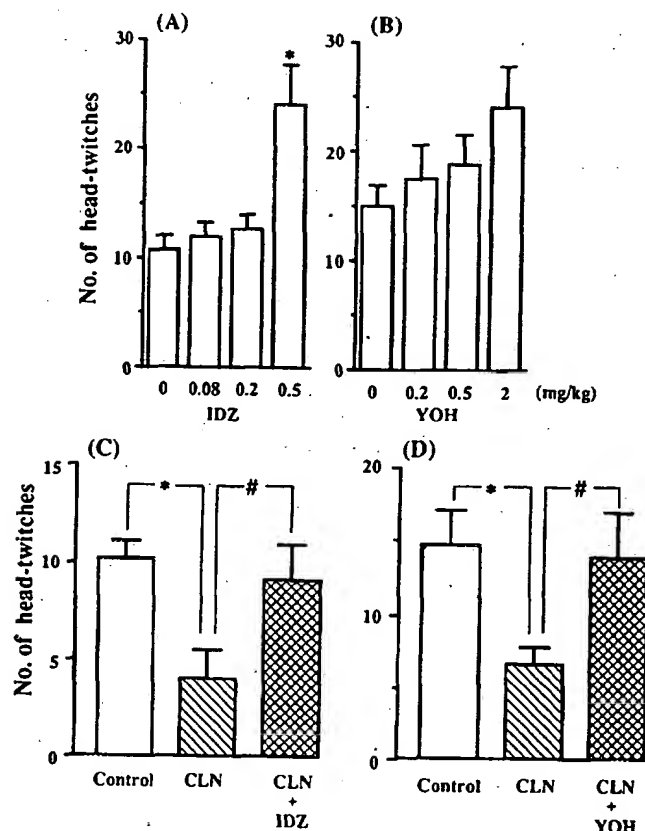 (A)
(B)
No. of head-twitches
30
20
10
0
*
30
20
10
0
0 0.08 0.2 0.5
IDZ
0 0.2 0.5 2 (mg/kg)
YOH
(C)
(D)
No. of head-twitches
15
10
5
0
* #
20
10
0
* #
Control CLN CLN + IDZ
Control CLN CLN + YOH